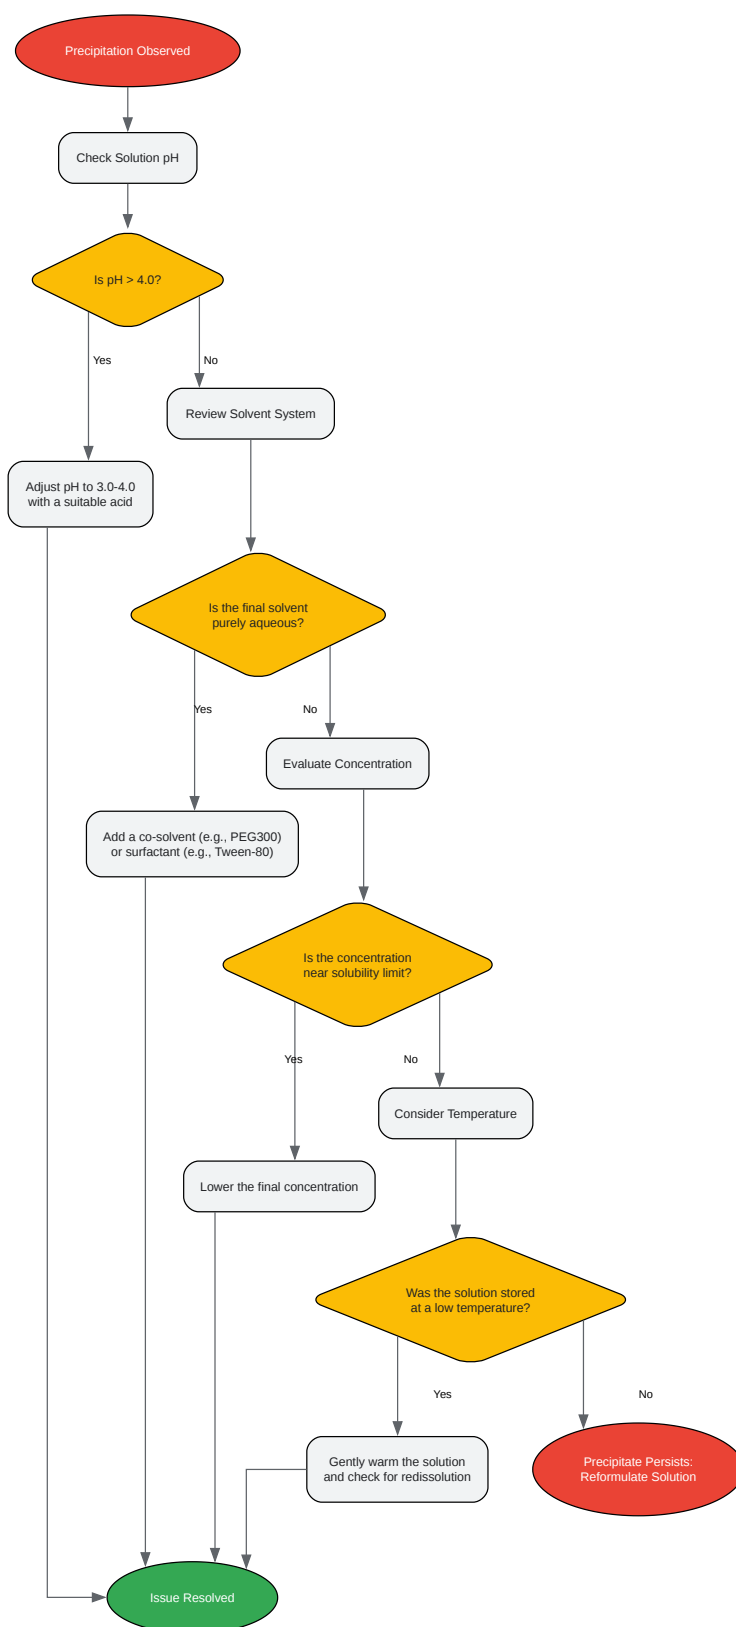 Precipitation Observed
Check Solution pH
Is pH > 4.0?
Yes
No
Review Solvent System
Adjust pH to 3.0-4.0
with a suitable acid
Is the final solvent
purely aqueous?
Yes
No
Evaluate Concentration
Add a co-solvent (e.g., PEG300)
or surfactant (e.g., Tween-80)
Is the concentration
near solubility limit?
Yes
No
Consider Temperature
Lower the final concentration
Was the solution stored
at a low temperature?
Yes
No
Gently warm the solution
and check for redissolution
Precipitate Persists:
Reformulate Solution
Issue Resolved